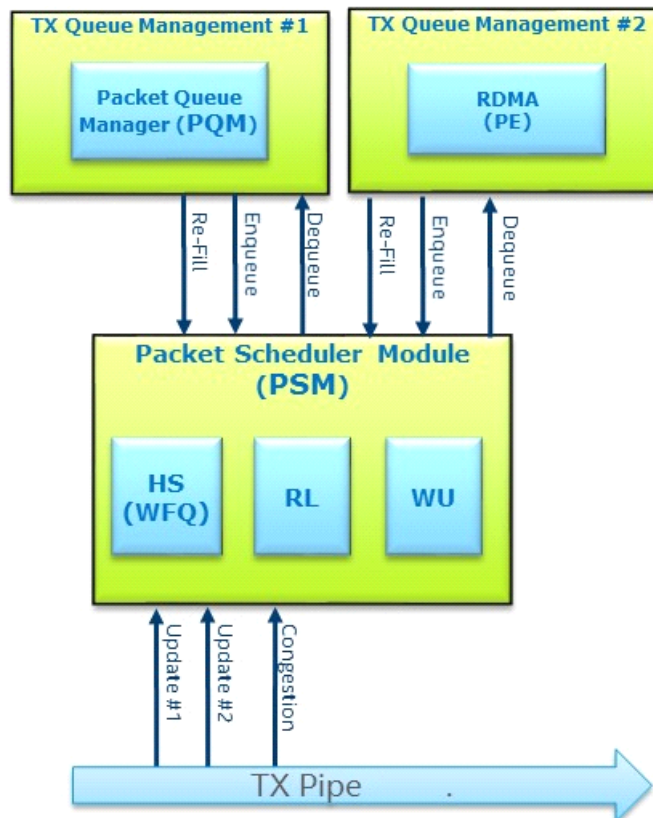 TX Queue Management #1
TX Queue Management #2
Packet Queue
Manager (PQM)
RDMA
(PE)
Re-Fill
Enqueue
Dequeue
Re-Fill
Enqueue
Dequeue
Packet Scheduler Module
(PSM)
HS
(WFQ)
RL
WU
Update #1
Update #2
Congestion
TX Pipe .